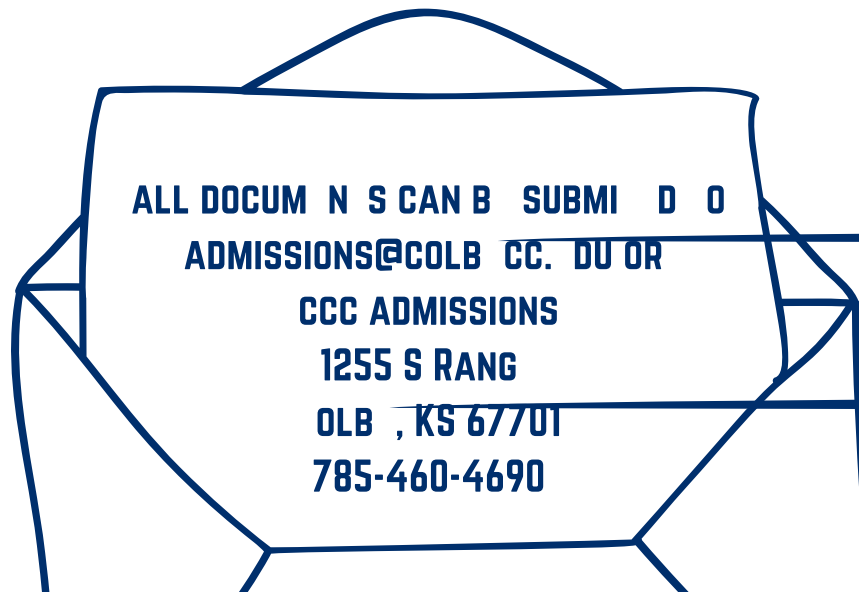 ALL DOCUM N S CAN B SUBMI D O
ADMISSIONS@COLB CC. DU OR
CCC ADMISSIONS
1255 S RANG
OLB , KS 67701
785-460-4690